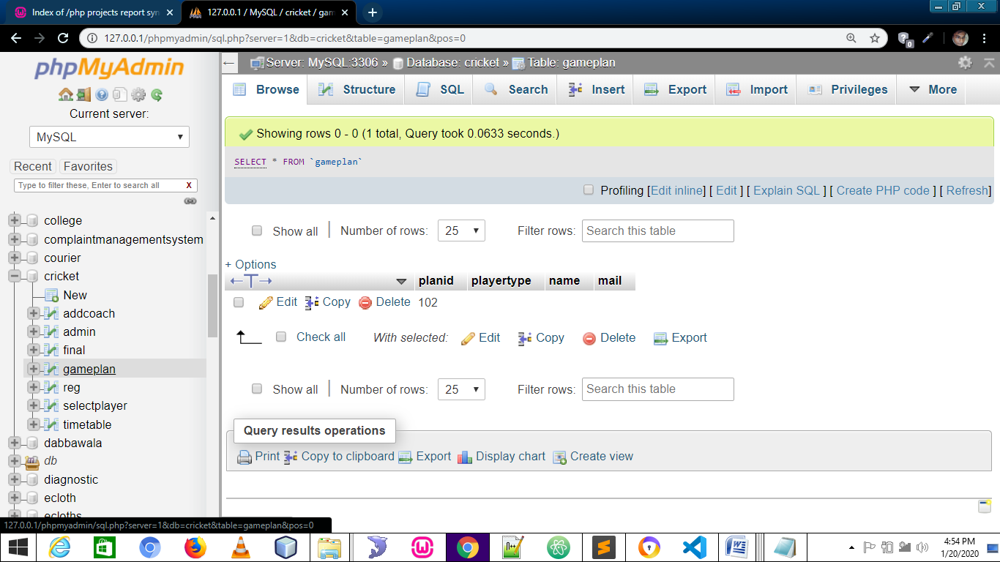 Index of /php projects report syn
127.0.0.1 / MySQL / cricket / gam
127.0.0.1/phpmyadmin/sql.php?server=1&db=cricket&table=gameplan&pos=0
phpMyAdmin
Current server:
MySQL
Recent Favorites
Type to filter these, Enter to search all X
college
complaintmanagementsystem
courier
cricket
New
addcoach
admin
final
gameplan
reg
selectplayer
timetable
dabbawala
db
diagnostic
ecloth
ecloths
127.0.0.1/phpmyadmin/sql.php?server=1&db=cricket&table=gameplan&pos=0
Server: MySQL:3306 » Database: cricket » Table: gameplan
Browse Structure SQL Search Insert Export Import Privileges More
Showing rows 0 - 0 (1 total, Query took 0.0633 seconds.)
SELECT * FROM `gameplan`
Profiling [Edit inline] [ Edit ] [ Explain SQL ] [ Create PHP code ] [ Refresh]
Show all | Number of rows: 25 Filter rows: Search this table
+ Options
planid playertype name mail
Edit Copy Delete 102
Check all With selected: Edit Copy Delete Export
Show all | Number of rows: 25 Filter rows: Search this table
Query results operations
Print Copy to clipboard Export Display chart Create view
4:54 PM
1/20/2020